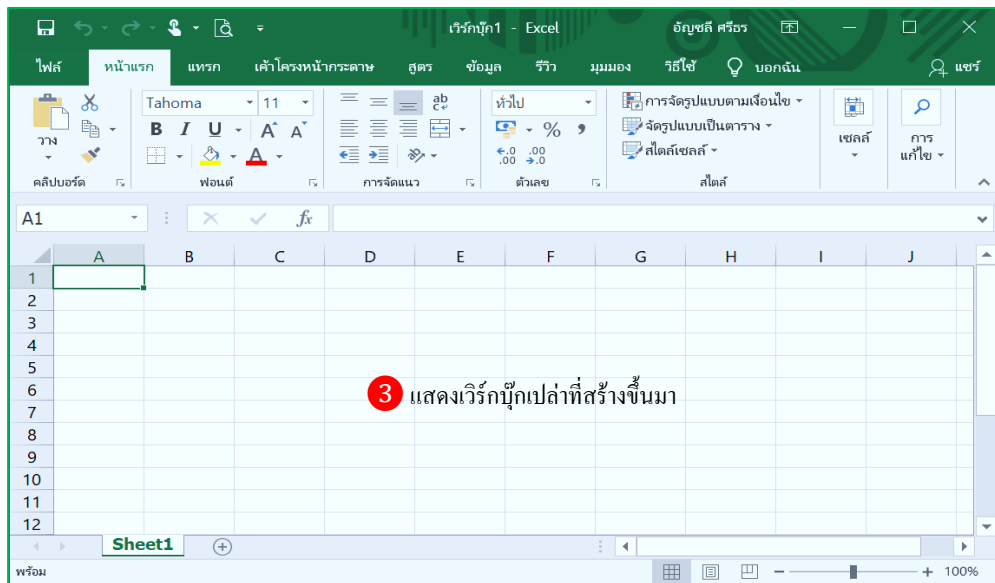 เวิร์กบุ๊ก1 - Excel
อัญชลี ศรีธร
ไฟล์ หน้าแรก แทรก เค้าโครงหน้ากระดาษ สูตร ข้อมูล รีวิว มุมมอง วิธีใช้ บอกฉัน แชร์
วาง
คลิปบอร์ด
Tahoma 11
B I U A A
A
ฟอนต์
ab
c
การจัดแนว
ทั่วไป
% ,
.0 .00
.00 .0
ตัวเลข
การจัดรูปแบบตามเงื่อนไข
จัดรูปแบบเป็นตาราง
สไตล์เซลล์
สไตล์
เซลล์
การ
แก้ไข
A1 fx
A B C D E F G H I J
1
2
3
4
5
6
7
8
9
10
11
12
3 แสดงเวิร์กบุ๊กเปล่าที่สร้างขึ้นมา
Sheet1
พร้อม 100%